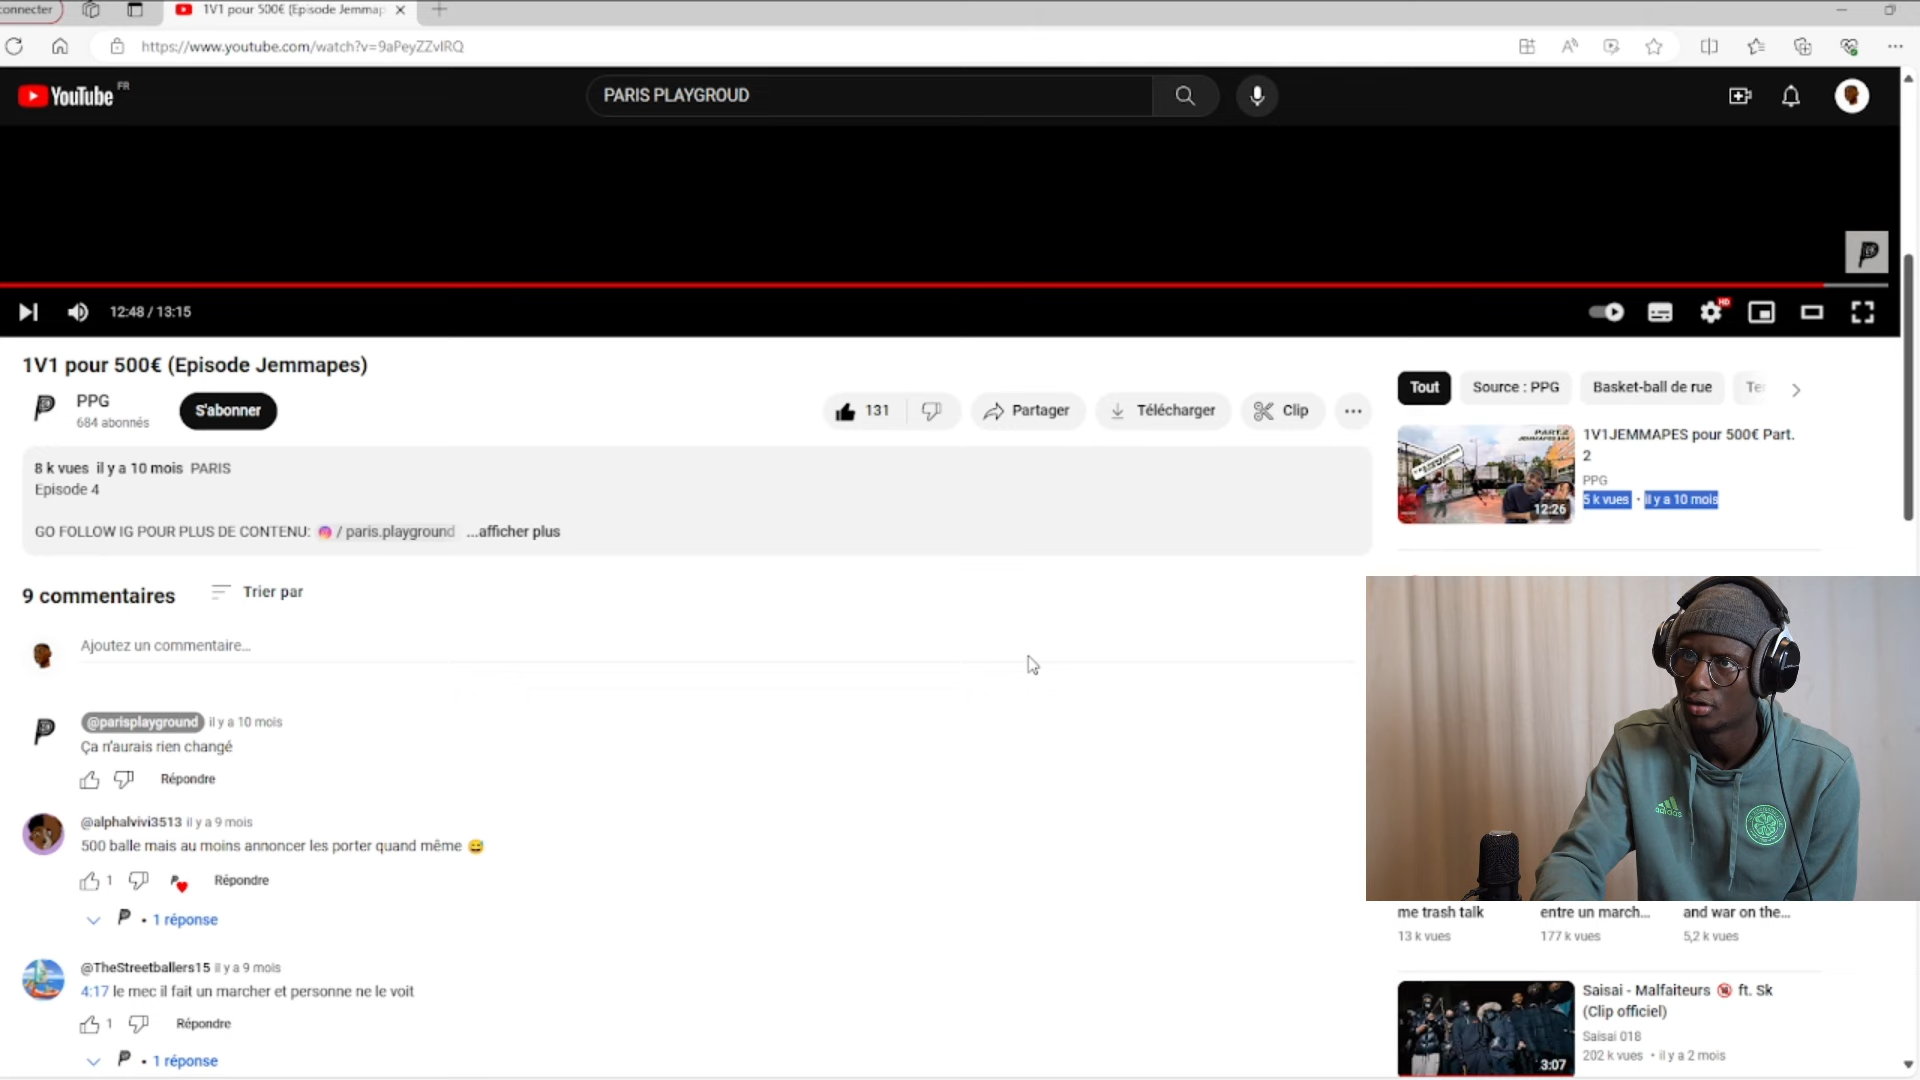 connecter
1V1 pour 500€ (Episode Jemmap
https://www.youtube.com/watch?v=9aPeyZZvIRQ
YouTube FR
PARIS PLAYGROUD
12:48 / 13:15
HD
1V1 pour 500€ (Episode Jemmapes)
PPG
684 abonnés
S'abonner
131
Partager
Télécharger
Clip
8 k vues il y a 10 mois PARIS
Episode 4
GO FOLLOW IG POUR PLUS DE CONTENU: / paris.playground ...afficher plus
9 commentaires
Trier par
Ajoutez un commentaire...
@parisplayground il y a 10 mois
Ça n'aurais rien changé
Répondre
@alphalvivi3513 il y a 9 mois
500 balle mais au moins annoncer les porter quand même 😅
1
Répondre
• 1 réponse
@TheStreetballers15 il y a 9 mois
4:17 le mec il fait un marcher et personne ne le voit
1
Répondre
• 1 réponse
Tout
Source : PPG
Basket-ball de rue
Te
PART.2
12:26
1V1JEMMAPES pour 500€ Part.
2
PPG
5 k vues • il y a 10 mois
adidas
me trash talk
13 k vues
entre un march...
177 k vues
and war on the...
5,2 k vues
3:07
Saisai - Malfaiteurs 🔞 ft. Sk
(Clip officiel)
Saisai 018
202 k vues • il y a 2 mois